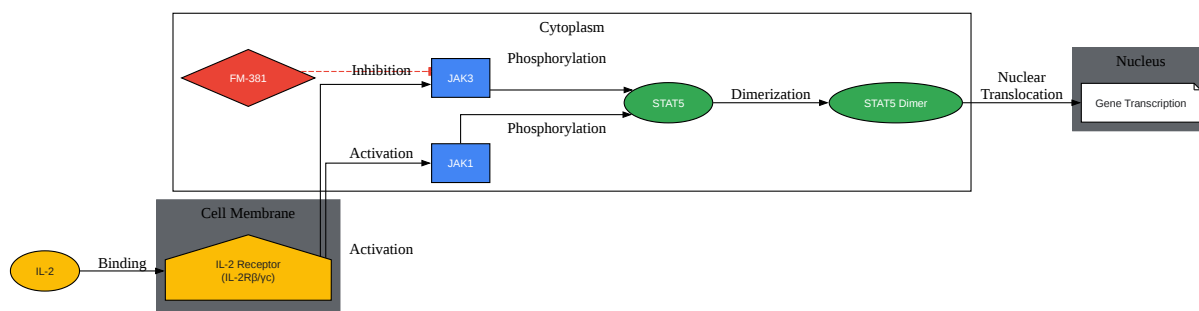 Cytoplasm
FM-381
Inhibition
JAK3
Phosphorylation
STAT5
Dimerization
STAT5 Dimer
Nuclear
Translocation
Nucleus
Gene Transcription
Phosphorylation
Activation
JAK1
Cell Membrane
IL-2
Binding
IL-2 Receptor
(IL-2Rβ/γc)
Activation